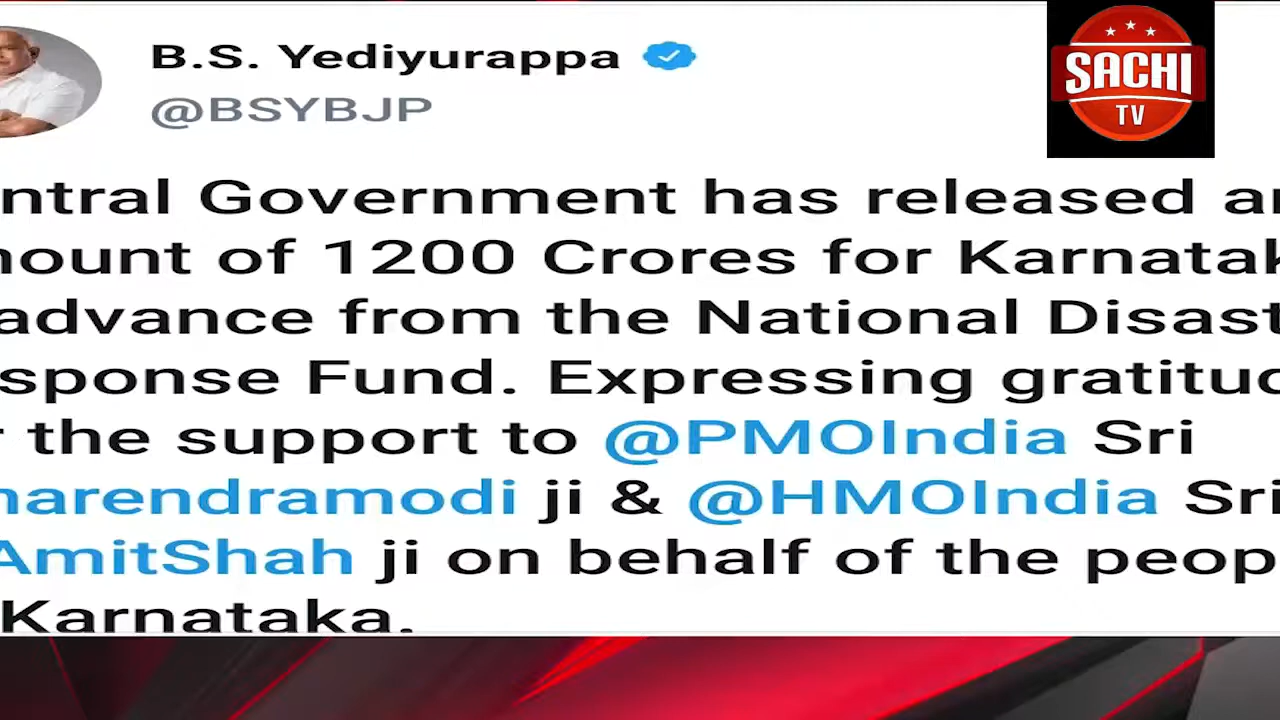 B.S. Yediyurappa
@BSYBJP
SACHI
TV
ntral Government has released an
mount of 1200 Crores for Karnatak
advance from the National Disast
sponse Fund. Expressing gratitud
r the support to @PMOIndia Sri
narendramodi ji & @HMOIndia Sri
AmitShah ji on behalf of the peop
Karnataka.